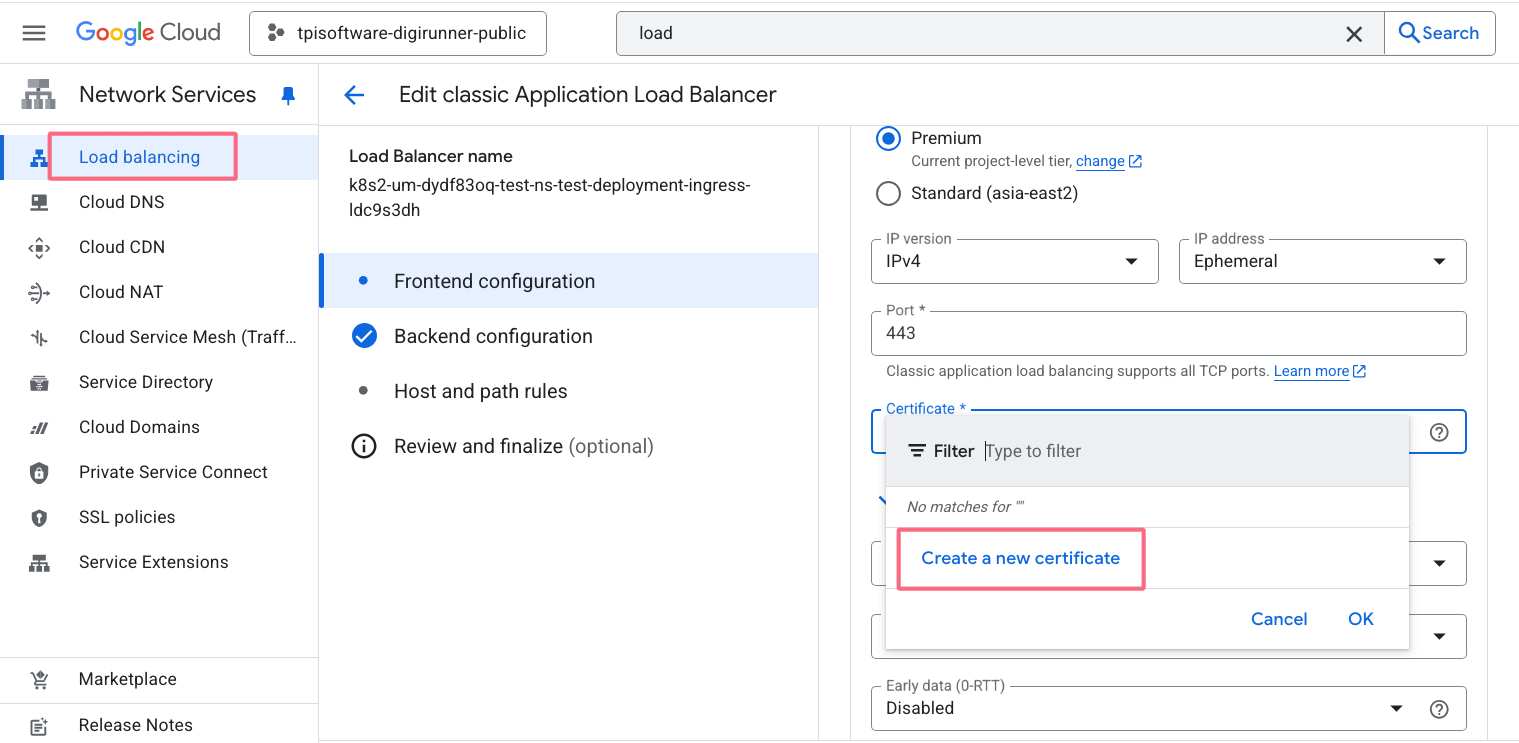 Google Cloud
tpisoftware-digirunner-public
load
Search
Network Services
Load balancing
Cloud DNS
Cloud CDN
Cloud NAT
Cloud Service Mesh (Traff...
Service Directory
Cloud Domains
Private Service Connect
SSL policies
Service Extensions
Marketplace
Release Notes
Edit classic Application Load Balancer
Load Balancer name
k8s2-um-dydf83oq-test-ns-test-deployment-ingress-
ldc9s3dh
Frontend configuration
Backend configuration
Host and path rules
Review and finalize (optional)
Premium
Current project-level tier, change
Standard (asia-east2)
IP version
IPv4
IP address
Ephemeral
Port *
443
Classic application load balancing supports all TCP ports. Learn more
Certificate *
Filter Type to filter
No matches for ""
Create a new certificate
Cancel OK
Early data (0-RTT)
Disabled